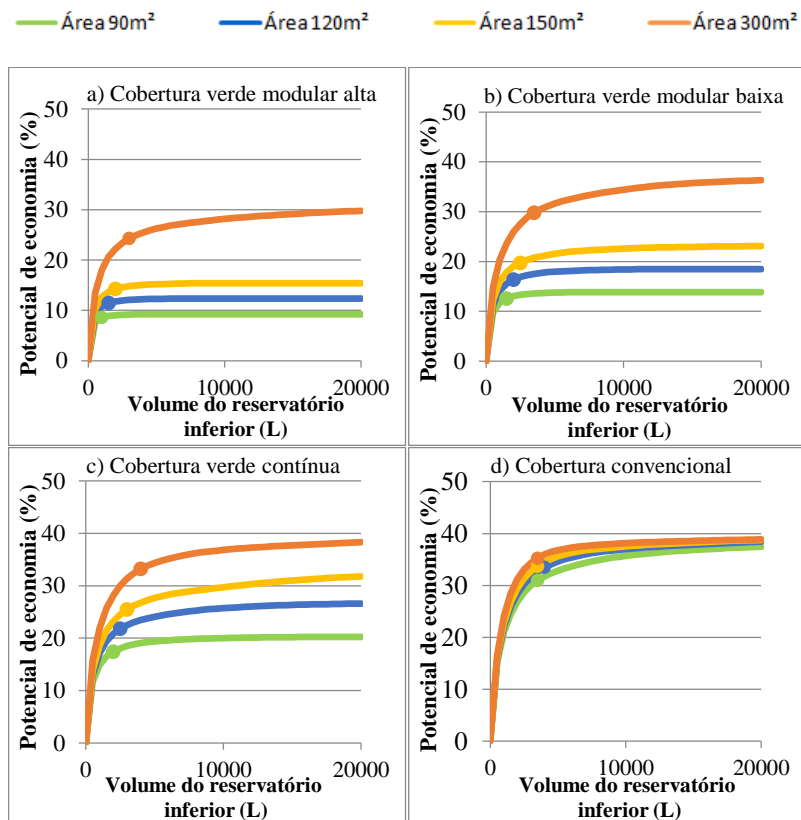 Área 90m² Área 120m² Área 150m² Área 300m²
a) Cobertura verde modular alta
Potencial de economia (%)
50
40
30
20
10
0
0 10000 20000
Volume do reservatório
inferior (L)
b) Cobertura verde modular baixa
Potencial de economia (%)
50
40
30
20
10
0
0 10000 20000
Volume do reservatório
inferior (L)
c) Cobertura verde contínua
Potencial de economia (%)
50
40
30
20
10
0
0 10000 20000
Volume do reservatório
inferior (L)
d) Cobertura convencional
Potencial de economia (%)
50
40
30
20
10
0
0 10000 20000
Volume do reservatório
inferior (L)